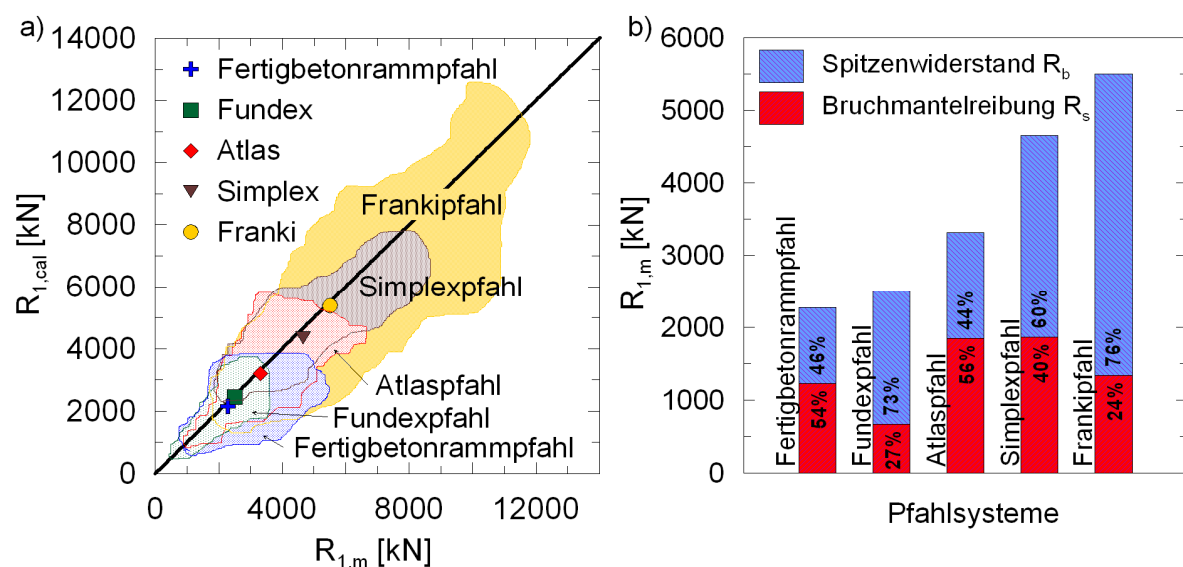 a)
14000
12000
10000
8000
6000
4000
2000
0
R1,cal [kN]
Fertigbetonrammpfahl
Fundex
Atlas
Simplex
Franki
Frankipfahl
Simplexpfahl
Atlaspfahl
Fundexpfahl
Fertigbetonrammpfahl
0 4000 8000 12000
R1,m [kN]
b)
6000
5000
4000
3000
2000
1000
0
R1,m [kN]
Spitzenwiderstand Rb
Bruchmantelreibung Rs
Fertigbetonrammpfahl
46%
54%
Fundexpfahl
73%
27%
Atlaspfahl
44%
56%
Simplexpfahl
60%
40%
Frankipfahl
76%
24%
Pfahlsysteme